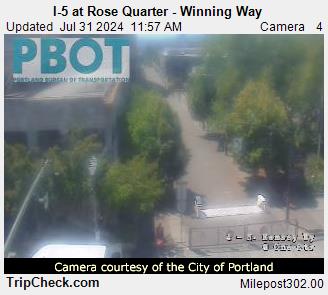 I-5 at Rose Quarter - Winning Way
Updated Jul 31 2024 11:57 AM Camera 4
PBOT
PORTLAND BUREAU OF TRANSPORTATION
Camera courtesy of the City of Portland
TripCheck.com Milepost302.00